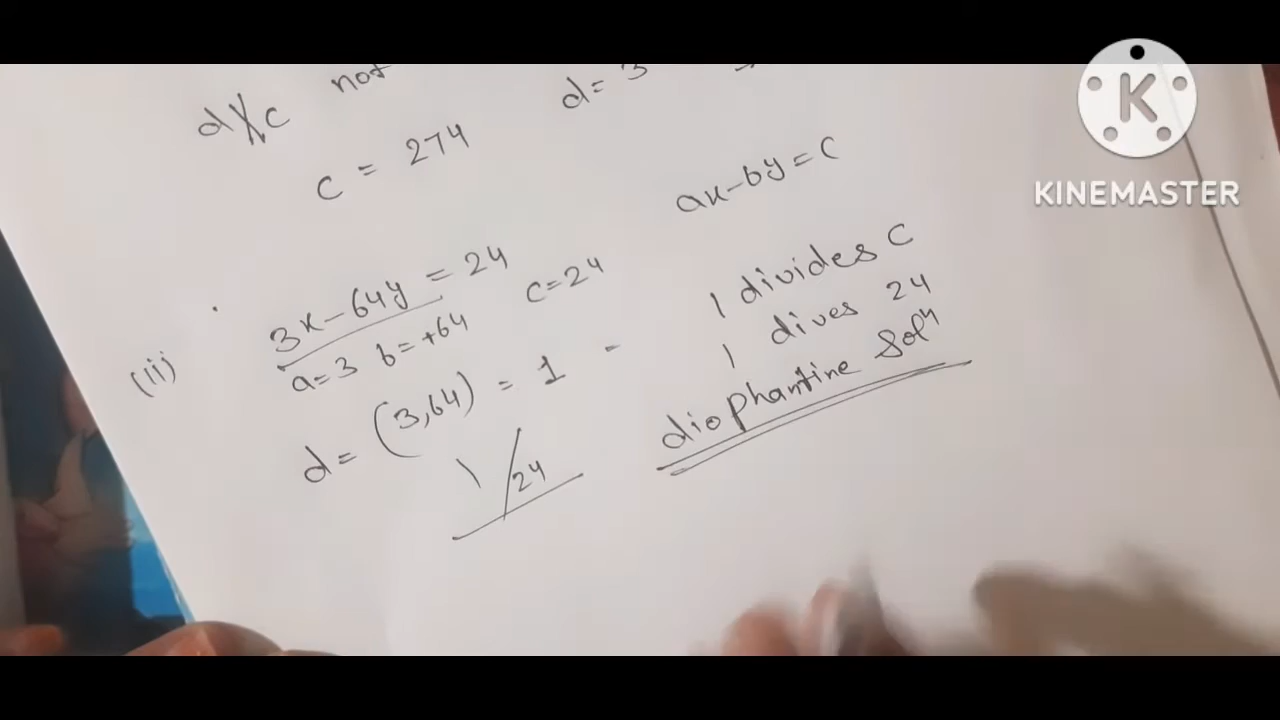 not
d∤c
d = 3
c = 274
ax-by = c
(ii) 3x - 64y = 24
a=3 b=+64 c=24
d = (3,64) = 1
1/24
1 divides c
1 dives 24
diophantine Solⁿ
K
KINEMASTER